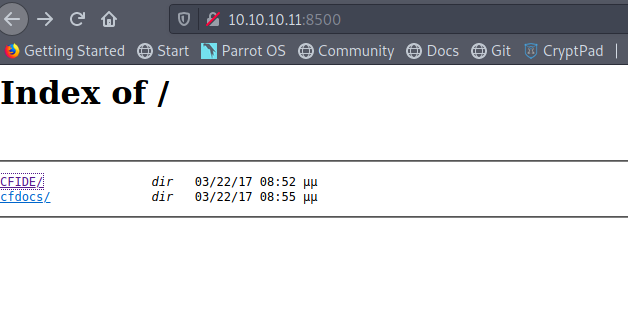 10.10.10.11:8500
Getting Started Start Parrot OS Community Docs Git CryptPad
Index of /
CFIDE/ dir 03/22/17 08:52 μμ
cfdocs/ dir 03/22/17 08:55 μμ